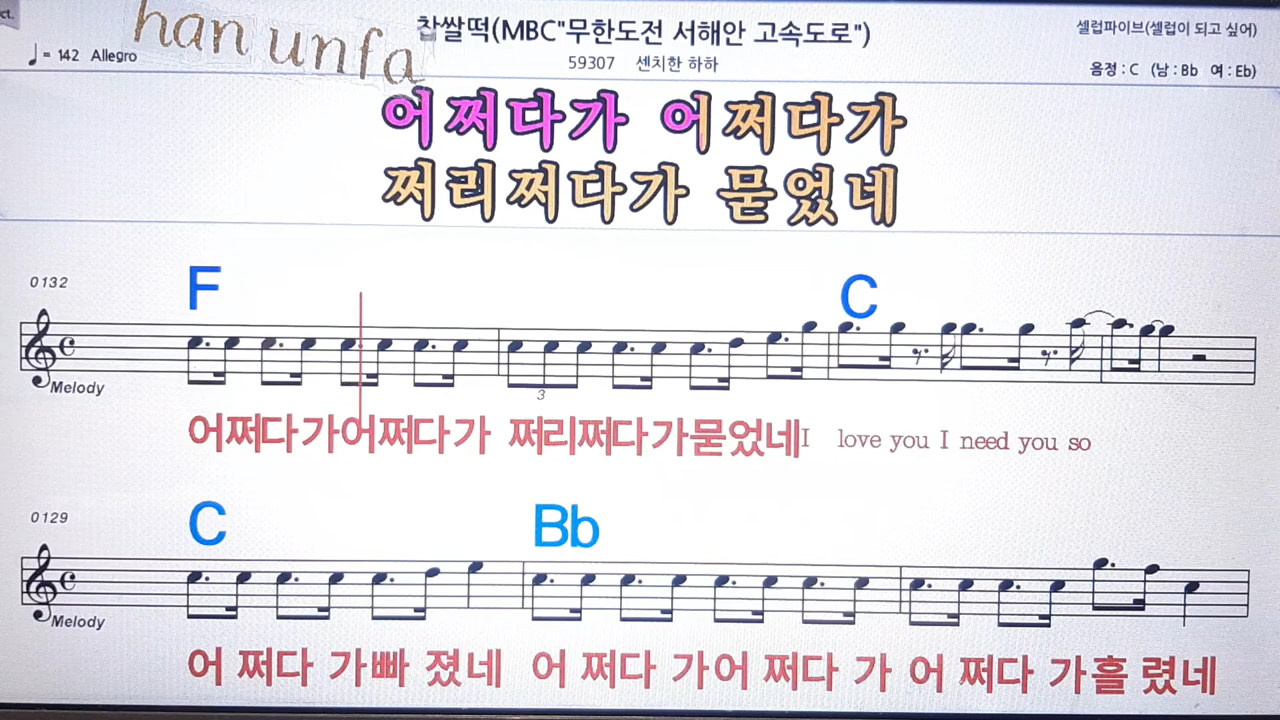 ct.
han unfa
찹쌀떡(MBC"무한도전 서해안 고속도로")
셀럽파이브(셀럽이 되고 싶어)
♩= 142 Allegro
59307 센치한 하하
음정 : C (남 : Bb 여 : Eb)
어쩌다가 어쩌다가
쩌리쩌다가 묻었네
0132
F
C
Melody
3
어쩌다가어쩌다가 쩌리쩌다가묻었네I love you I need you so
0129
C
Bb
Melody
어 쩌다 가빠 졌네 어 쩌다 가어 쩌다 가 어 쩌다 가흘 렸네